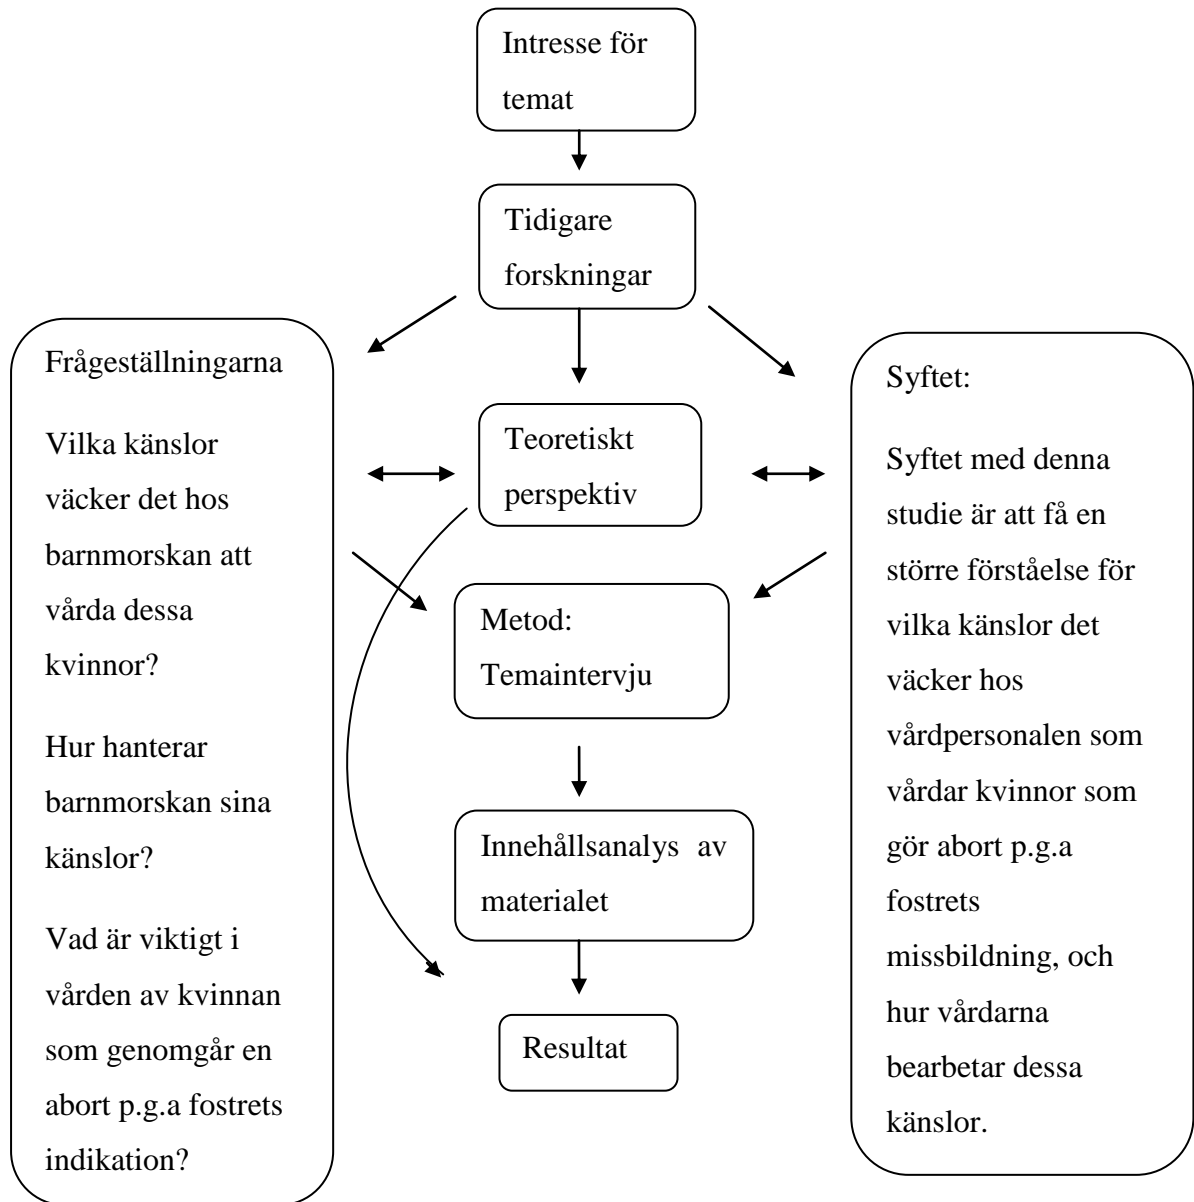 Intresse för
temat
Tidigare
forskningar
Frågeställningarna
Vilka känslor
väcker det hos
barnmorskan att
vårda dessa
kvinnor?
Hur hanterar
barnmorskan sina
känslor?
Vad är viktigt i
vården av kvinnan
som genomgår en
abort p.g.a fostrets
indikation?
Teoretiskt
perspektiv
Syftet:
Syftet med denna
studie är att få en
större förståelse för
vilka känslor det
väcker hos
vårdpersonalen som
vårdar kvinnor som
gör abort p.g.a
fostrets
missbildning, och
hur vårdarna
bearbetar dessa
känslor.
Metod:
Temaintervju
Innehållsanalys av
materialet
Resultat